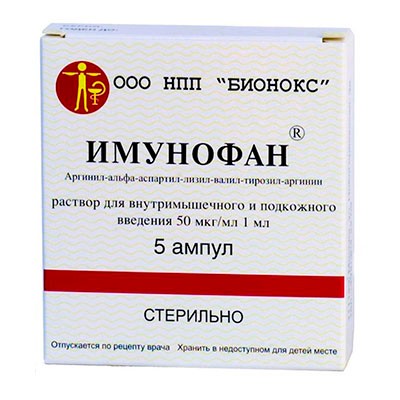 ООО НПП "БИОНОКС"
ИМУНОФАН®
Аргинил-альфа-аспартил-лизил-валил-тирозил-аргинин
раствор для внутримышечного и подкожного
введения 50 мкг/мл 1 мл
5 ампул
СТЕРИЛЬНО
Отпускается по рецепту врача Хранить в недоступном для детей месте